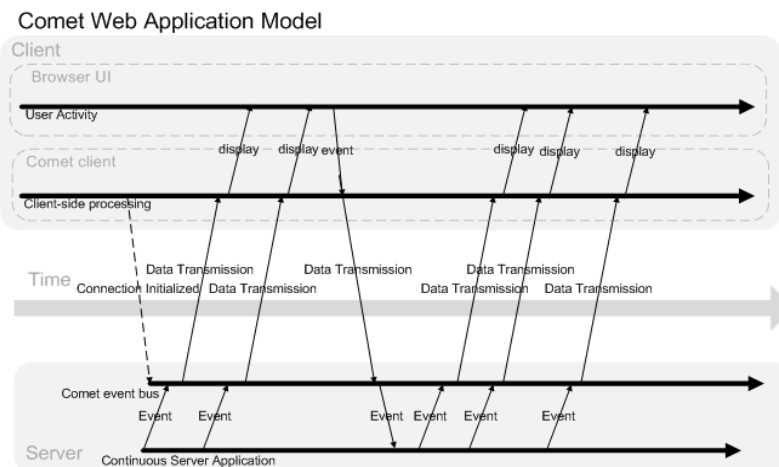 Comet Web Application Model
Client
Browser UI
User Activity
display display event display display display
Comet client
Client-side processing
Time
Data Transmission Data Transmission Data Transmission
Connection Initialized Data Transmission Data Transmission Data Transmission
Comet event bus
Event Event Event Event Event Event
Server
Continuous Server Application